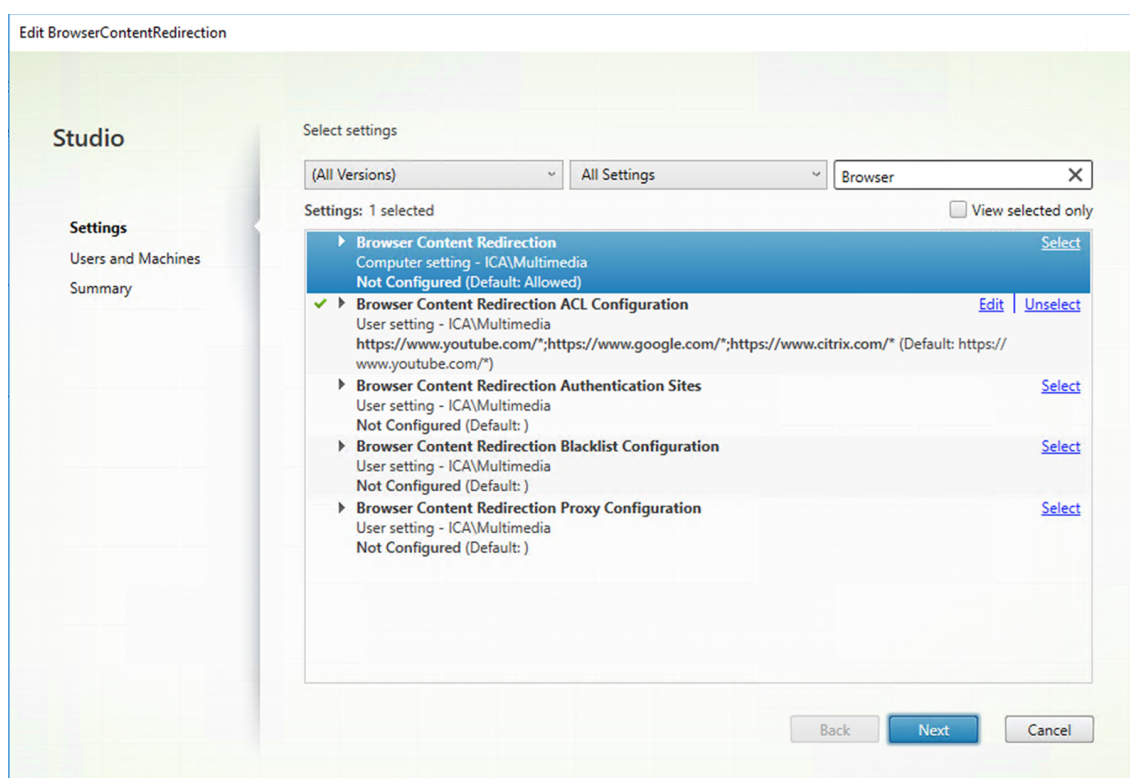 Edit BrowserContentRedirection
Studio
Settings
Users and Machines
Summary
Select settings
(All Versions)
All Settings
Browser
Settings: 1 selected
View selected only
Browser Content Redirection
Select
Computer setting - ICA\Multimedia
Not Configured (Default: Allowed)
Browser Content Redirection ACL Configuration
Edit | Unselect
User setting - ICA\Multimedia
https://www.youtube.com/*;https://www.google.com/*;https://www.citrix.com/* (Default: https://
www.youtube.com/*)
Browser Content Redirection Authentication Sites
Select
User setting - ICA\Multimedia
Not Configured (Default: )
Browser Content Redirection Blacklist Configuration
Select
User setting - ICA\Multimedia
Not Configured (Default: )
Browser Content Redirection Proxy Configuration
Select
User setting - ICA\Multimedia
Not Configured (Default: )
Back
Next
Cancel